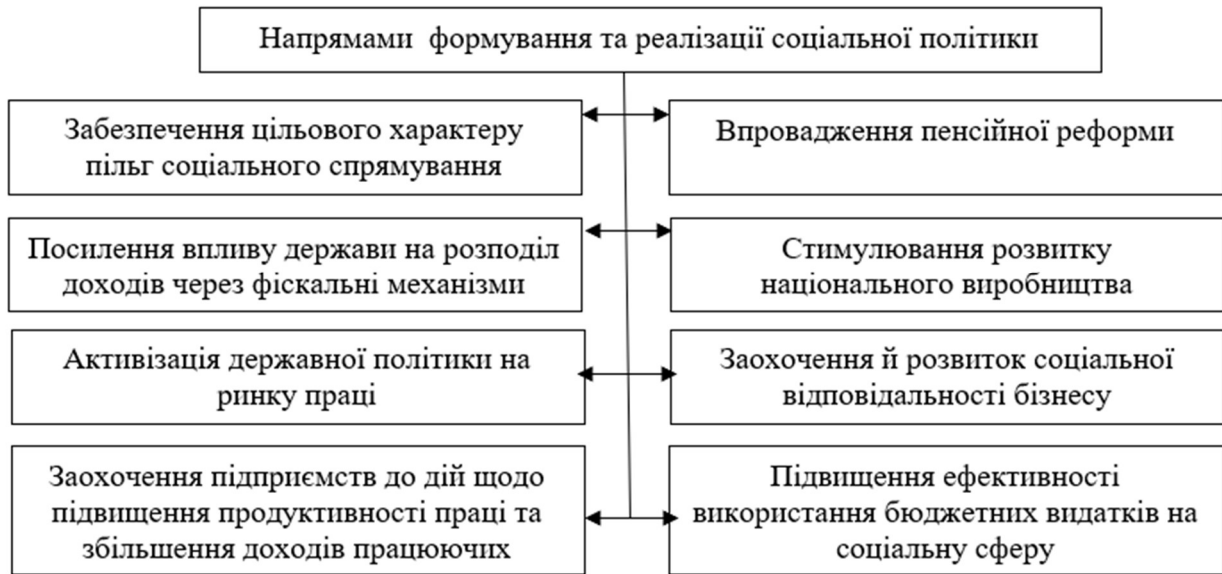 Напрямами формування та реалізації соціальної політики
Забезпечення цільового характеру
пільг соціального спрямування
Впровадження пенсійної реформи
Посилення впливу держави на розподіл
доходів через фіскальні механізми
Стимулювання розвитку
національного виробництва
Активізація державної політики на
ринку праці
Заохочення й розвиток соціальної
відповідальності бізнесу
Заохочення підприємств до дій щодо
підвищення продуктивності праці та
збільшення доходів працюючих
Підвищення ефективності
використання бюджетних видатків на
соціальну сферу